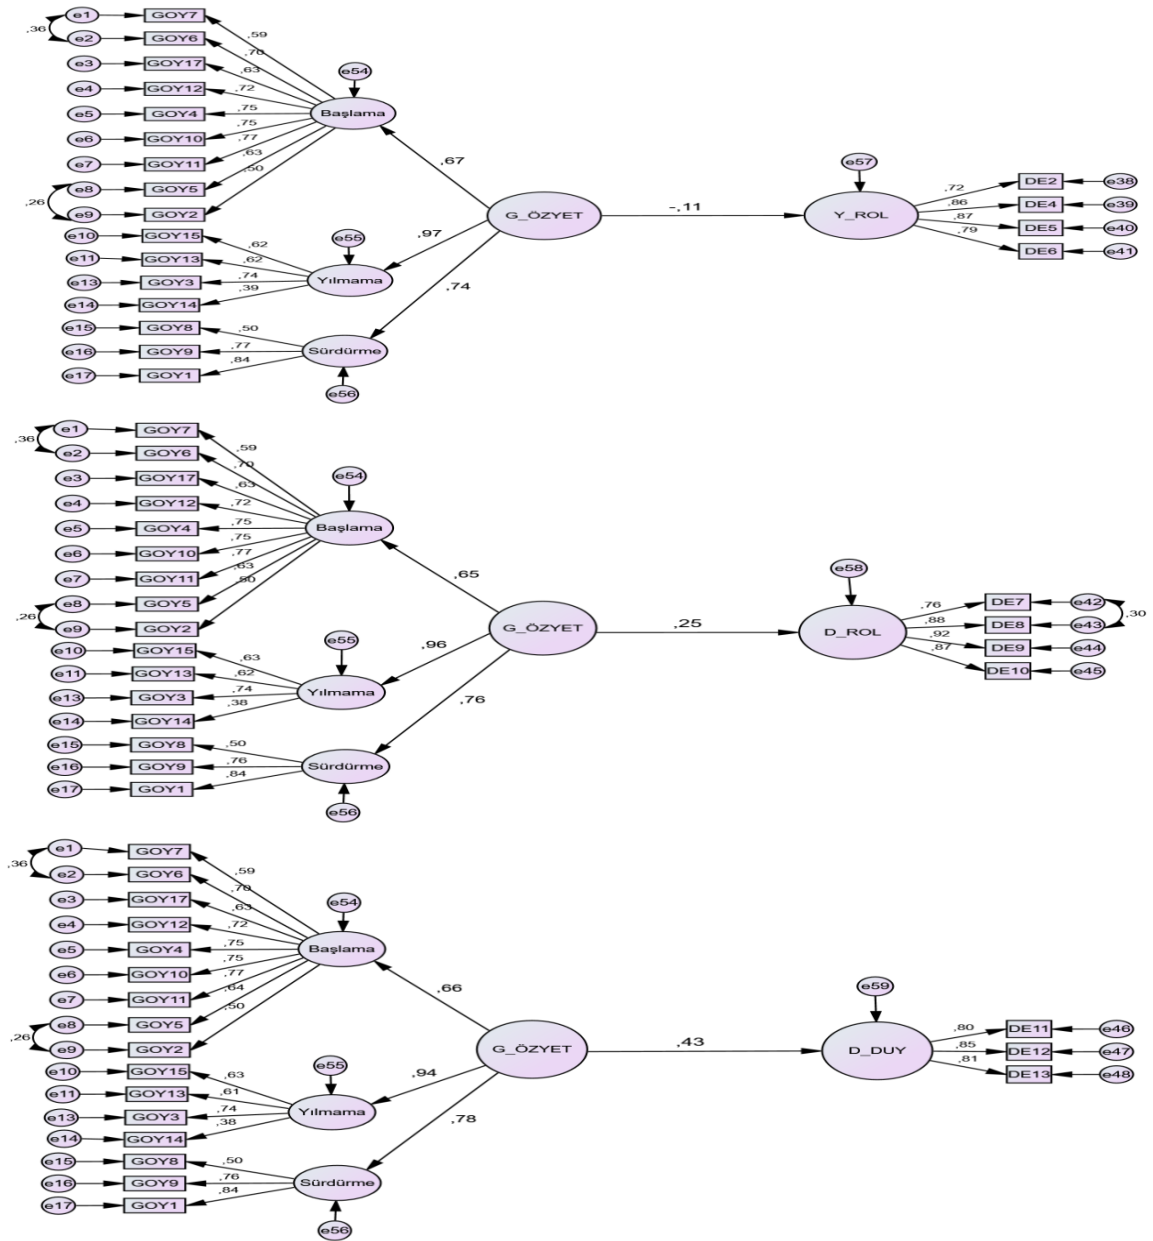 e1 GOY7
,36 ,59
e2 GOY6
,70
e3 GOY17 ,63 e54
e4 GOY12 ,72
e5 GOY4 ,75 Başlama
e6 GOY10 ,75
e7 GOY11 ,77 ,67 e57
e8 GOY5 ,63 ,72 DE2 e38
,26 ,50 ,86 DE4 e39
e9 GOY2 G_ÖZYET -,11 Y_ROL ,87 DE5 e40
e10 GOY15 ,62 e55 ,97 ,79 DE6 e41
e11 GOY13 ,62
e13 GOY3 ,74 Yılmama
e14 GOY14 ,39 ,74
e15 GOY8 ,50
e16 GOY9 ,77 Sürdürme
e17 GOY1 ,84
e56
e1 GOY7
,36 ,59
e2 GOY6
,70
e3 GOY17 ,63 e54
e4 GOY12 ,72
e5 GOY4 ,75 Başlama
e6 GOY10 ,75
e7 GOY11 ,77 ,65 e58
e8 GOY5 ,63 ,76 DE7 e42
,26 ,50 ,30
e9 GOY2 G_ÖZYET ,25 D_ROL ,88 DE8 e43
e10 GOY15 ,63 e55 ,96 ,92 DE9 e44
e11 GOY13 ,62 ,87 DE10 e45
e13 GOY3 ,74 Yılmama
e14 GOY14 ,38 ,76
e15 GOY8 ,50
e16 GOY9 ,76 Sürdürme
e17 GOY1 ,84
e56
e1 GOY7
,36 ,59
e2 GOY6
,70
e3 GOY17 ,63 e54
e4 GOY12 ,72
e5 GOY4 ,75 Başlama
e6 GOY10 ,75
e7 GOY11 ,77 ,66 e59
e8 GOY5 ,64 ,80 DE11 e46
,26 ,50
e9 GOY2 G_ÖZYET ,43 D_DUY ,85 DE12 e47
e10 GOY15 ,63 e55 ,94 ,81 DE13 e48
e11 GOY13 ,61
e13 GOY3 ,74 Yılmama
e14 GOY14 ,38 ,78
e15 GOY8 ,50
e16 GOY9 ,76 Sürdürme
e17 GOY1 ,84
e56